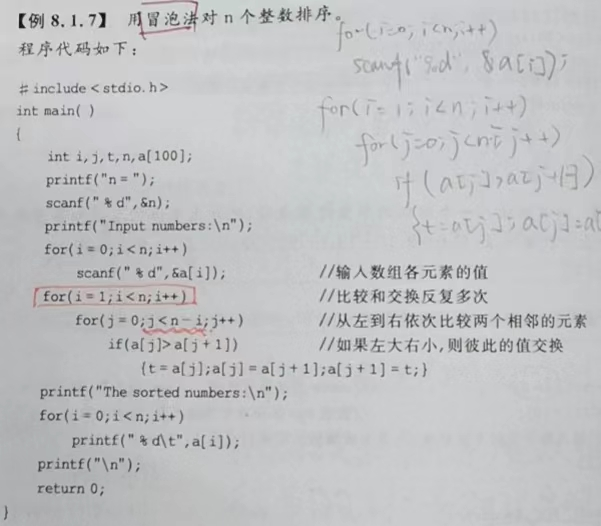 【例 8.1.7】 用冒泡法对 n 个整数排序。
程序代码如下:
# include < stdio.h>
int main( )
{
int i,j,t,n,a[100];
printf("n = ");
scanf(" % d",&n);
printf("Input numbers:\n");
for(i = 0;i < n;i++)
scanf(" % d",&a[i]); //输入数组各元素的值
for(i = 1;i < n;i++) //比较和交换反复多次
for(j = 0;j < n - i;j++) //从左到右依次比较两个相邻的元素
if(a[j]> a[j + 1]) //如果左大右小,则彼此的值交换
{t = a[j];a[j] = a[j + 1];a[j + 1] = t;}
printf("The sorted numbers:\n");
for(i = 0;i < n;i++)
printf(" % d\t",a[i]);
printf("\n");
return 0;
}
for(i=0; i<n;i++)
scanf("%d", &a[i]);
for(i = 1; i<n; i++)
for(j=0; j<n-i; j++)
if (a[j]>a[j+1])
{t=a[j]; a[j]=a[